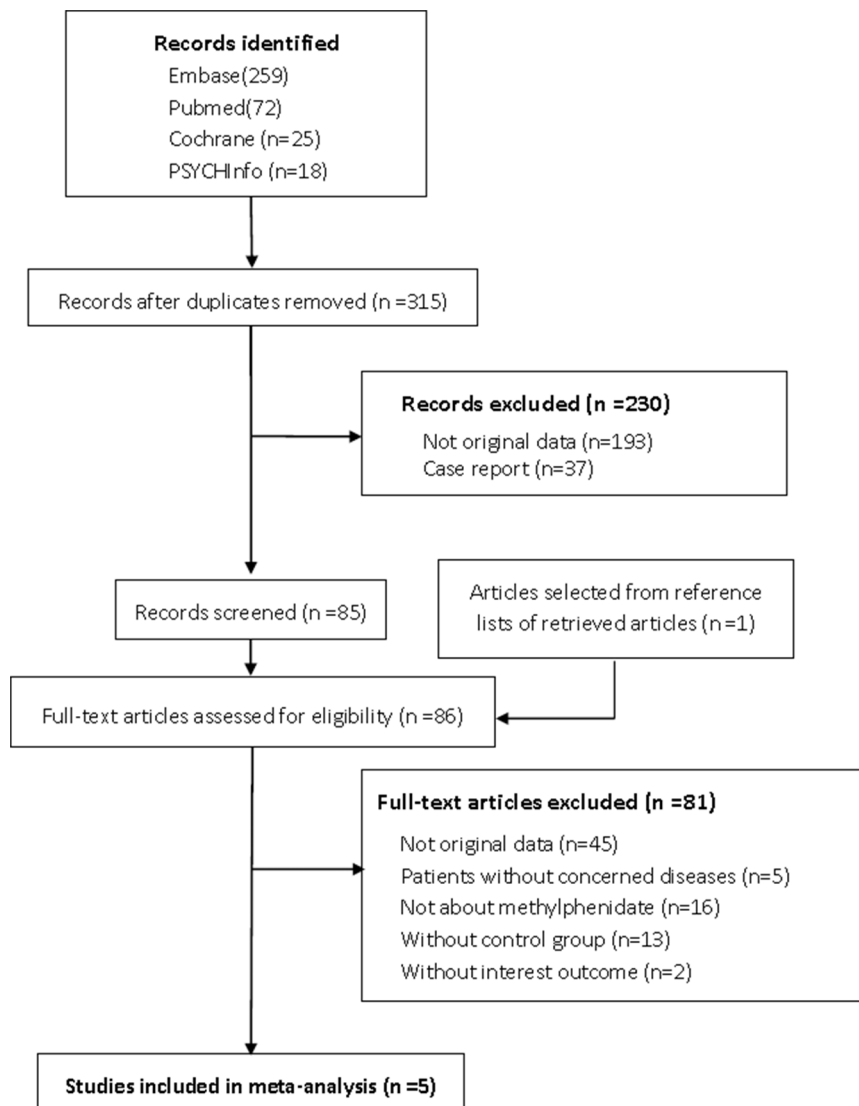 Records identified
Embase(259)
Pubmed(72)
Cochrane (n=25)
PSYCHInfo (n=18)
Records after duplicates removed (n =315)
Records excluded (n =230)
Not original data (n=193)
Case report (n=37)
Records screened (n =85)
Articles selected from reference
lists of retrieved articles (n =1)
Full-text articles assessed for eligibility (n =86)
Full-text articles excluded (n =81)
Not original data (n=45)
Patients without concerned diseases (n=5)
Not about methylphenidate (n=16)
Without control group (n=13)
Without interest outcome (n=2)
Studies included in meta-analysis (n =5)